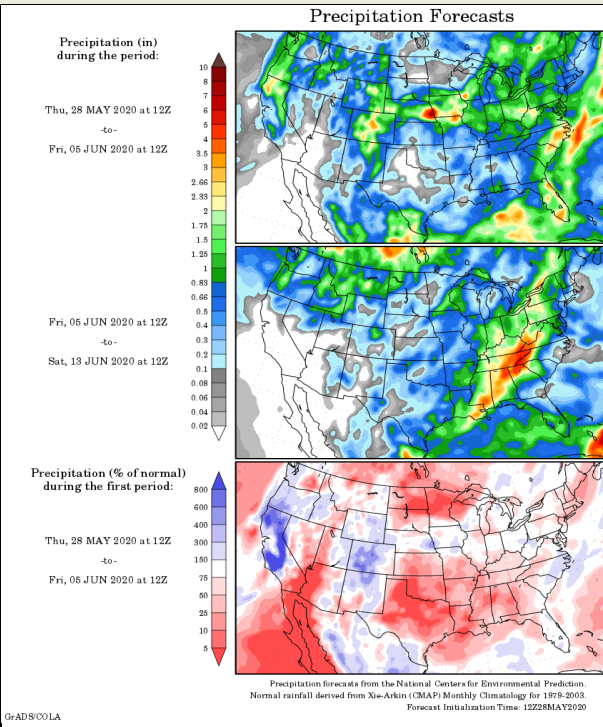 Precipitation Forecasts
Precipitation (in)
during the period:
Thu, 28 MAY 2020 at 12Z
-to-
Fri, 05 JUN 2020 at 12Z
10
8
7
6
5
4
3.5
3
2.66
2.33
2
1.75
1.5
1.25
1
0.83
0.66
0.5
0.4
0.3
0.2
0.1
0.08
0.06
0.04
0.02
Fri, 05 JUN 2020 at 12Z
-to-
Sat, 13 JUN 2020 at 12Z
Precipitation (% of normal)
during the first period:
Thu, 28 MAY 2020 at 12Z
-to-
Fri, 05 JUN 2020 at 12Z
800
600
400
300
150
75
50
25
10
5
Precipitation forecasts from the National Centers for Environmental Prediction.
Normal rainfall derived from Xie-Arkin (CMAP) Monthly Climatology for 1979-2003.
Forecast Initialization Time: 12Z28MAY2020
GrADS/COLA